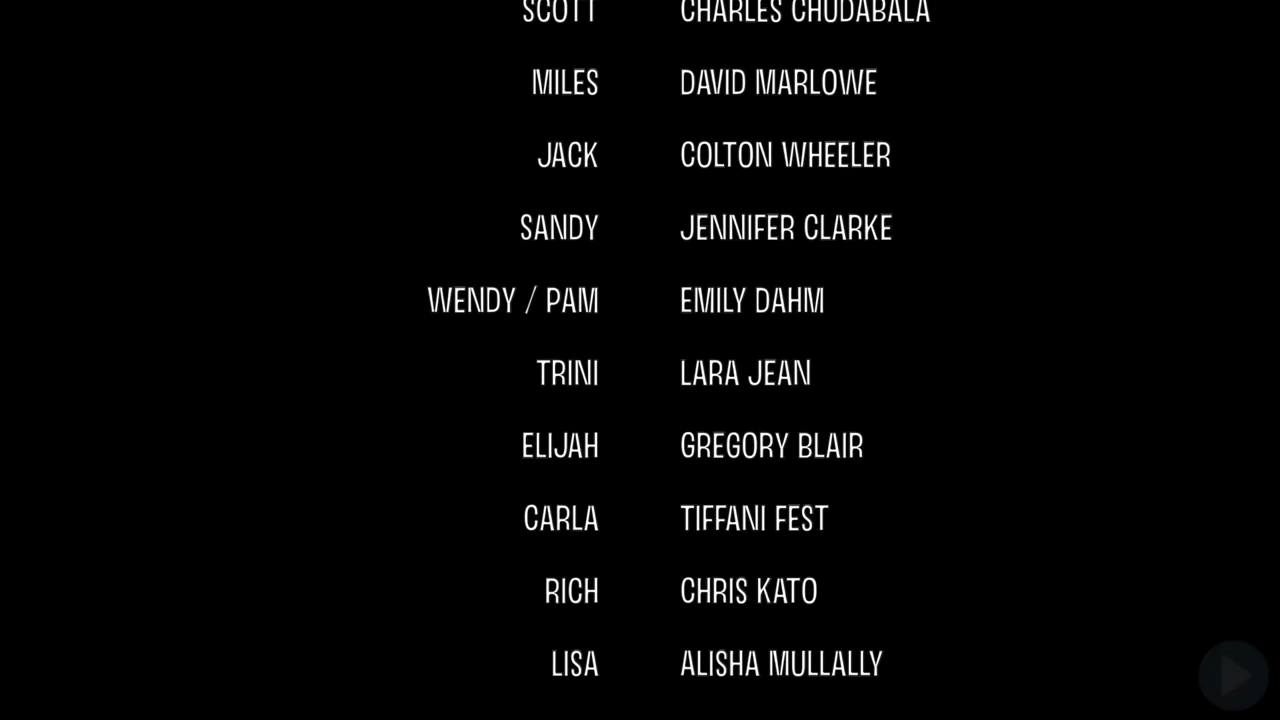 SCOTT CHARLES CHUDABALA
MILES DAVID MARLOWE
JACK COLTON WHEELER
SANDY JENNIFER CLARKE
WENDY / PAM EMILY DAHM
TRINI LARA JEAN
ELIJAH GREGORY BLAIR
CARLA TIFFANI FEST
RICH CHRIS KATO
LISA ALISHA MULLALLY